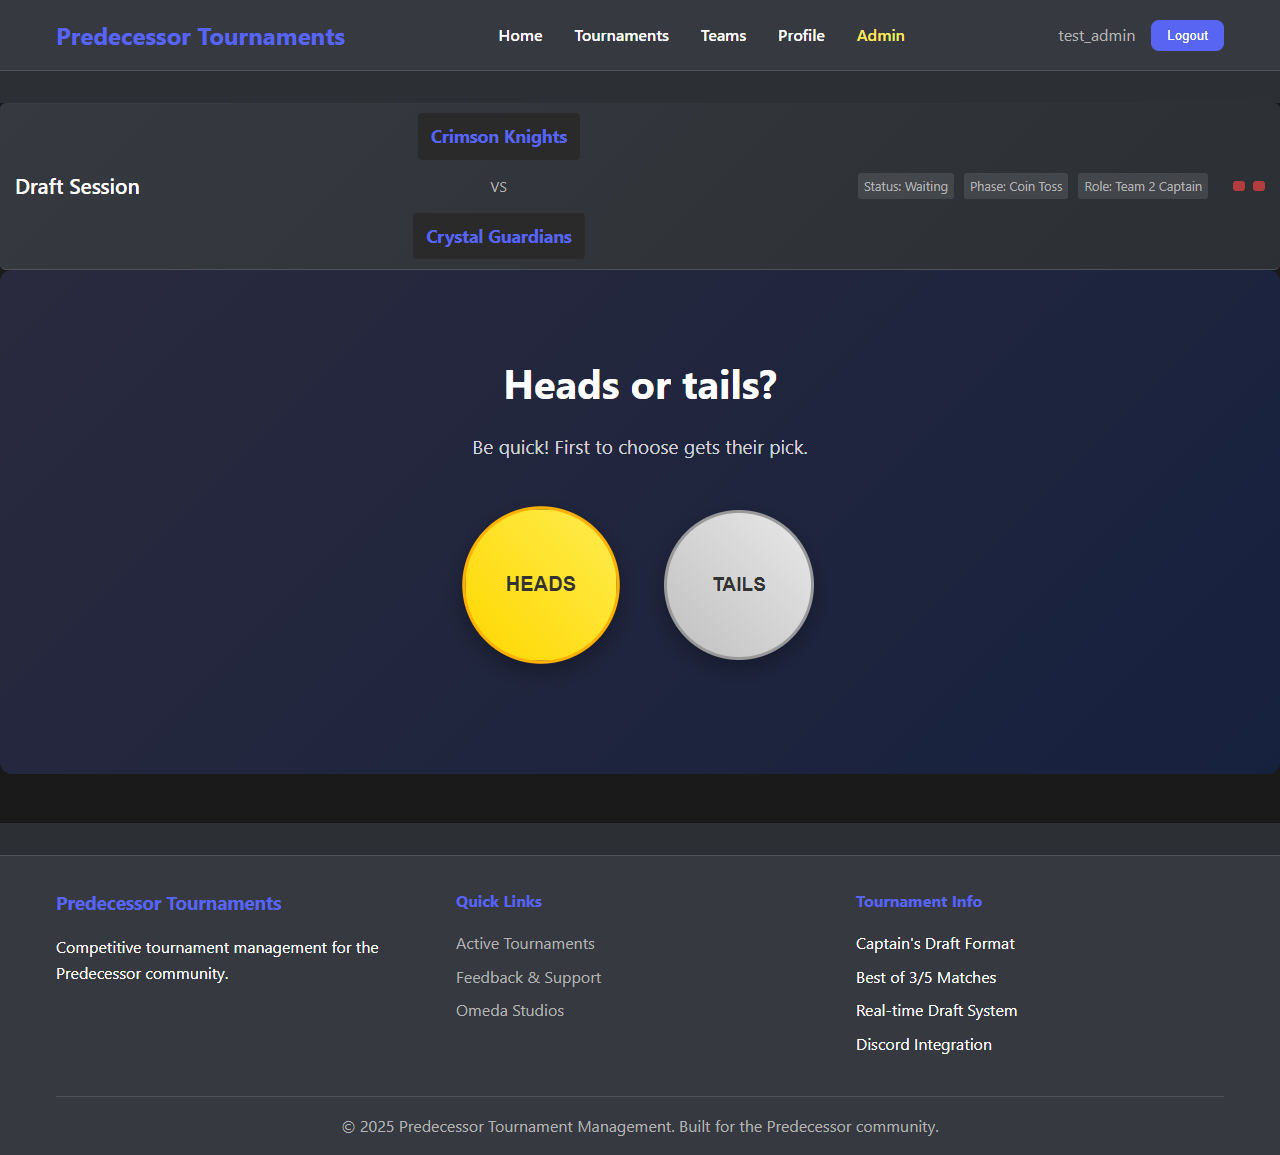 Predecessor Tournaments
Home
Tournaments
Teams
Profile
Admin
test_admin
Logout
Draft Session
Crimson Knights
VS
Crystal Guardians
Status: Waiting
Phase: Coin Toss
Role: Team 2 Captain
Heads or tails?
Be quick! First to choose gets their pick.
HEADS
TAILS
Predecessor Tournaments
Competitive tournament management for the
Predecessor community.
Quick Links
Active Tournaments
Feedback & Support
Omeda Studios
Tournament Info
Captain's Draft Format
Best of 3/5 Matches
Real-time Draft System
Discord Integration
© 2025 Predecessor Tournament Management. Built for the Predecessor community.